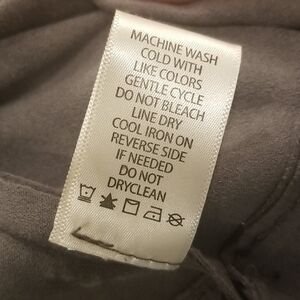 MACHINE WASH
COLD WITH
LIKE COLORS
GENTLE CYCLE
DO NOT BLEACH
LINE DRY
COOL IRON ON
REVERSE SIDE
IF NEEDED
DO NOT
DRYCLEAN